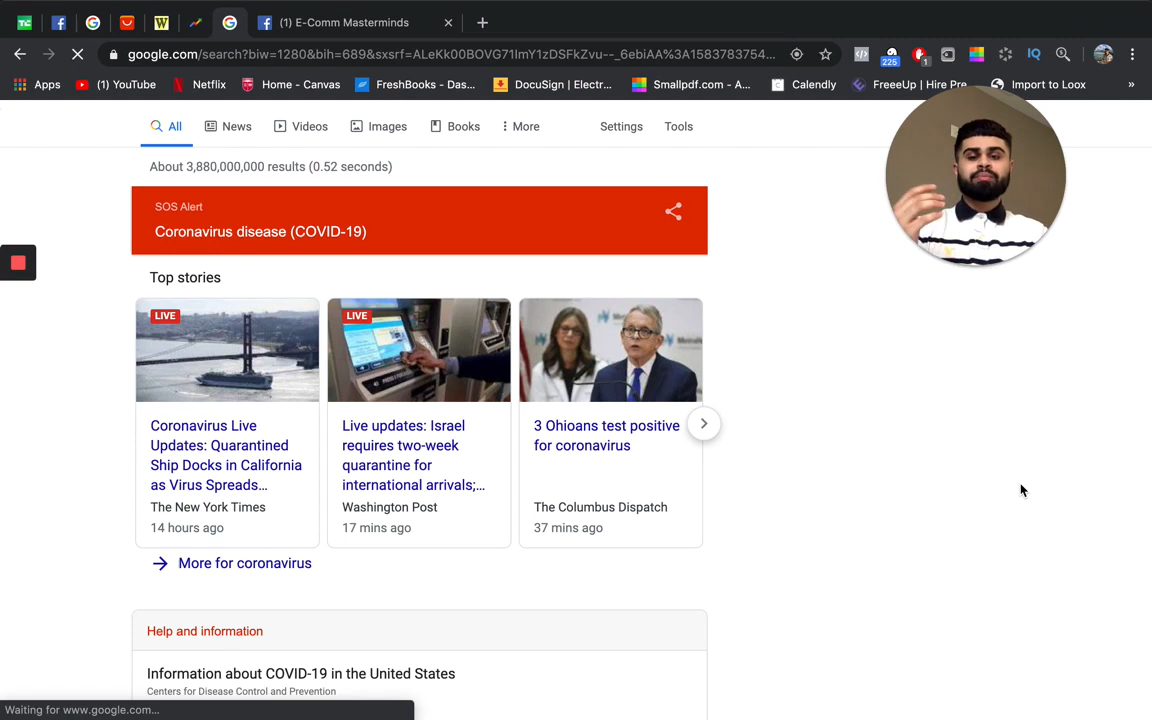 (1) E-Comm Masterminds
google.com/search?biw=1280&bih=689&sxsrf=ALeKk00BOVG71ImY1zDSFkZvu--_6ebiAA%3A1583783754...
225
1
IQ
Apps
(1) YouTube
Netflix
Home - Canvas
FreshBooks - Das...
DocuSign | Electr...
Smallpdf.com - A...
Calendly
FreeeUp | Hire Pre...
Import to Loox
»
All
News
Videos
Images
Books
More
Settings
Tools
About 3,880,000,000 results (0.52 seconds)
SOS Alert
Coronavirus disease (COVID-19)
Top stories
LIVE
Coronavirus Live
Updates: Quarantined
Ship Docks in California
as Virus Spreads...
The New York Times
14 hours ago
LIVE
Live updates: Israel
requires two-week
quarantine for
international arrivals;...
Washington Post
17 mins ago
3 Ohioans test positive
for coronavirus
The Columbus Dispatch
37 mins ago
More for coronavirus
Help and information
Information about COVID-19 in the United States
Centers for Disease Control and Prevention
Waiting for www.google.com...